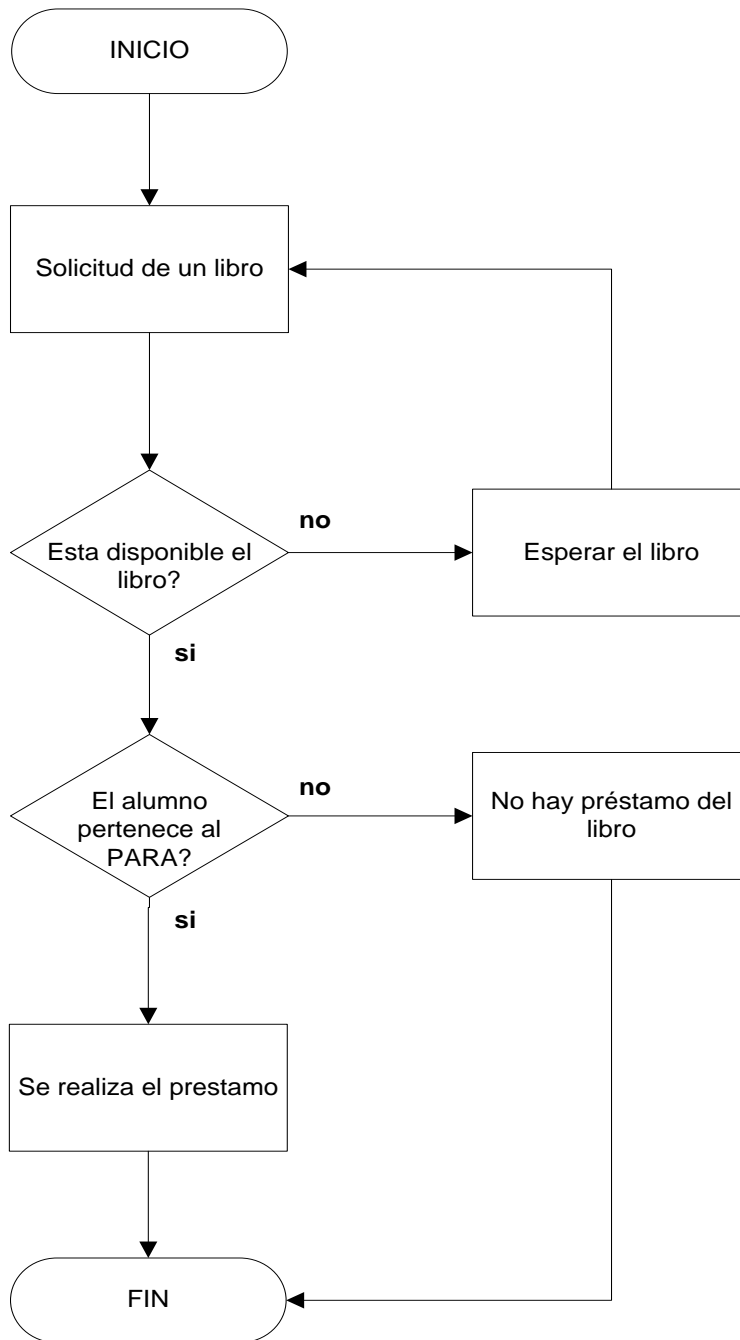 INICIO
Solicitud de un libro
Esta disponible el
libro?
no
Esperar el libro
si
El alumno
pertenece al
PARA?
no
No hay préstamo del
libro
si
Se realiza el prestamo
FIN